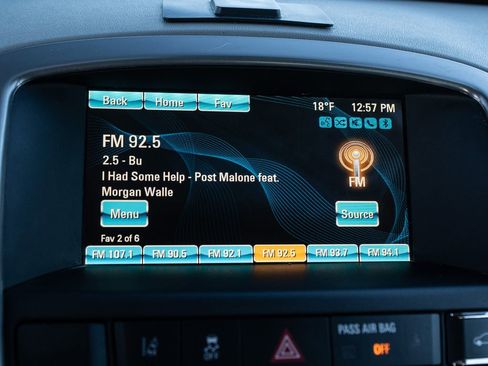 Back Home Fav 18°F 12:57 PM
FM 92.5
2.5 - Bu
I Had Some Help - Post Malone feat.
Morgan Walle
FM
Menu Source
Fav 2 of 6
FM 107.1 FM 90.5 FM 92.1 FM 92.5 FM 93.7 FM 94.1
PASS AIR BAG
OFF
OFF